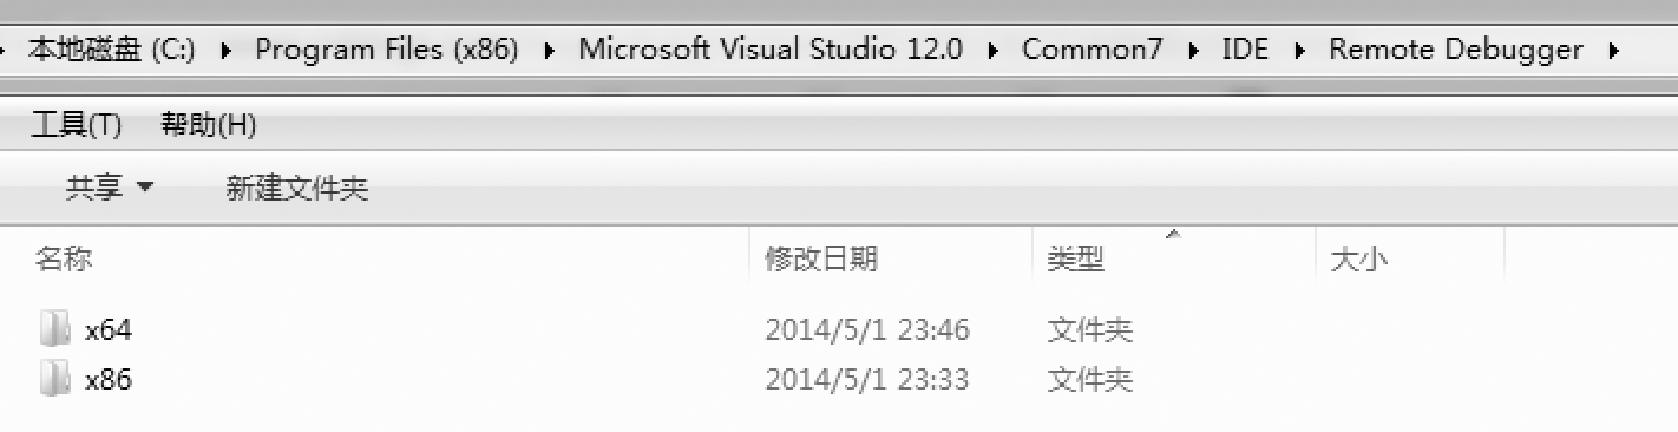 本地磁盘 (C:) ▸ Program Files (x86) ▸ Microsoft Visual Studio 12.0 ▸ Common7 ▸ IDE ▸ Remote Debugger ▸
工具(T) 帮助(H)
共享 新建文件夹
名称 修改日期 类型 大小
x64 2014/5/1 23:46 文件夹
x86 2014/5/1 23:33 文件夹